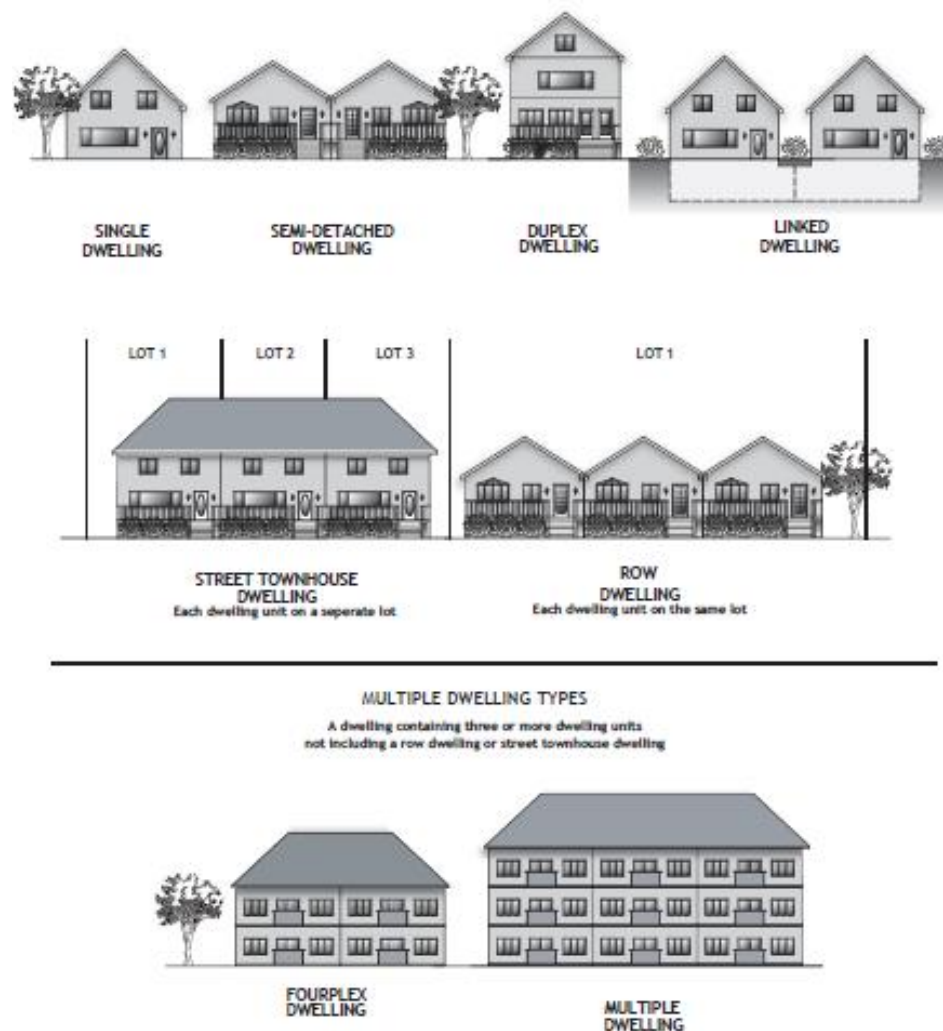 SINGLE
DWELLING
SEMI-DETACHED
DWELLING
DUPLEX
DWELLING
LINKED
DWELLING
LOT 1
LOT 2
LOT 3
LOT 1
STREET TOWNHOUSE
DWELLING
Each dwelling unit on a seperate lot
ROW
DWELLING
Each dwelling unit on the same lot
MULTIPLE DWELLING TYPES
A dwelling containing three or more dwelling units
not including a row dwelling or street townhouse dwelling
FOURPLEX
DWELLING
MULTIPLE
DWELLING